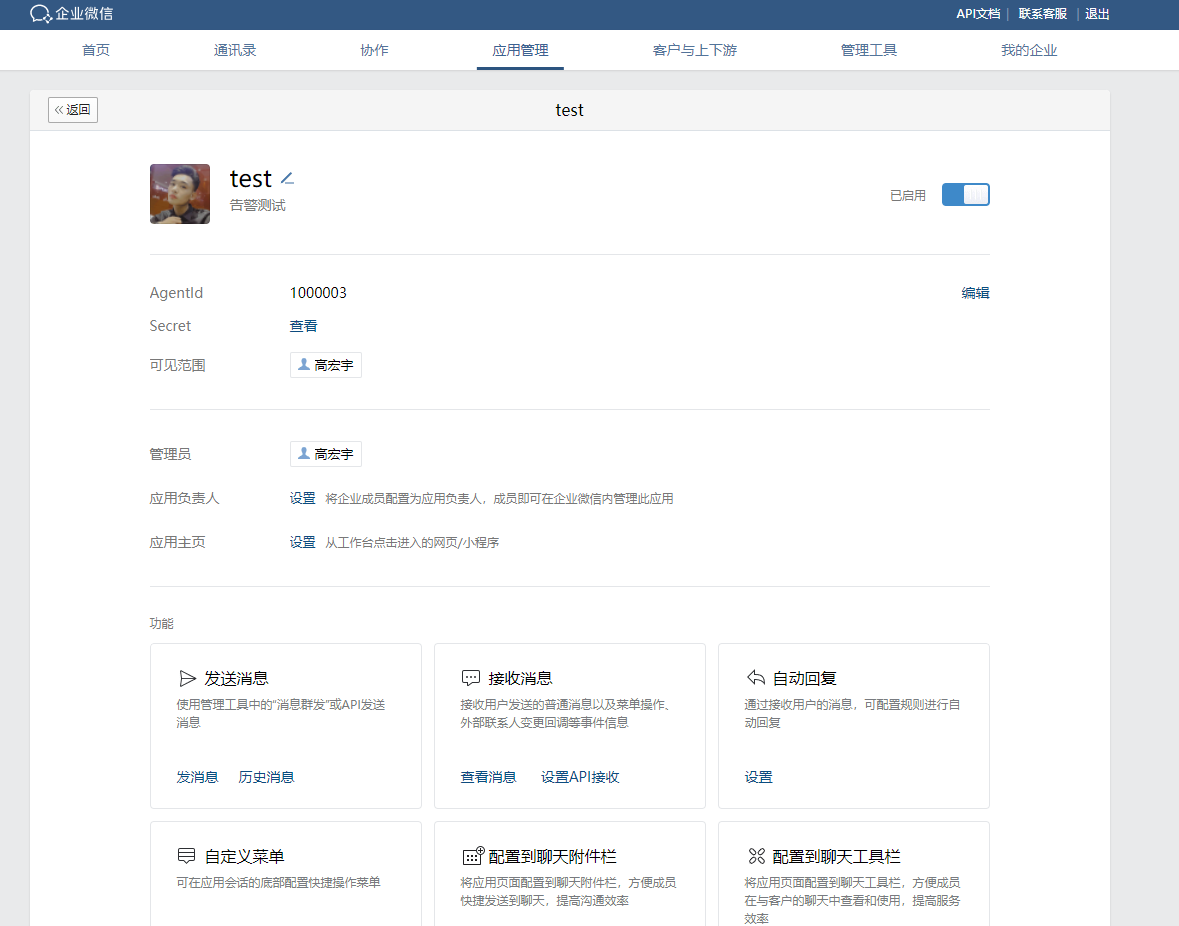 企业微信
API文档 | 联系客服 | 退出
首页 通讯录 协作 应用管理 客户与上下游 管理工具 我的企业
«返回 test
test
告警测试
已启用
AgentId 1000003 编辑
Secret 查看
可见范围 高宏宇
管理员 高宏宇
应用负责人 设置 将企业成员配置为应用负责人，成员即可在企业微信内管理此应用
应用主页 设置 从工作台点击进入的网页/小程序
功能
发送消息
使用管理工具中的“消息群发”或API发送
消息
发消息 历史消息
接收消息
接收用户发送的普通消息以及菜单操作、
外部联系人变更回调等事件信息
查看消息 设置API接收
自动回复
通过接收用户的消息，可配置规则进行自
动回复
设置
自定义菜单
可在应用会话的底部配置快捷操作菜单
配置到聊天附件栏
将应用页面配置到聊天附件栏，方便成员
快捷发送到聊天，提高沟通效率
配置到聊天工具栏
将应用页面配置到聊天工具栏，方便成员
在与客户的聊天中查看和使用，提高服务
效率